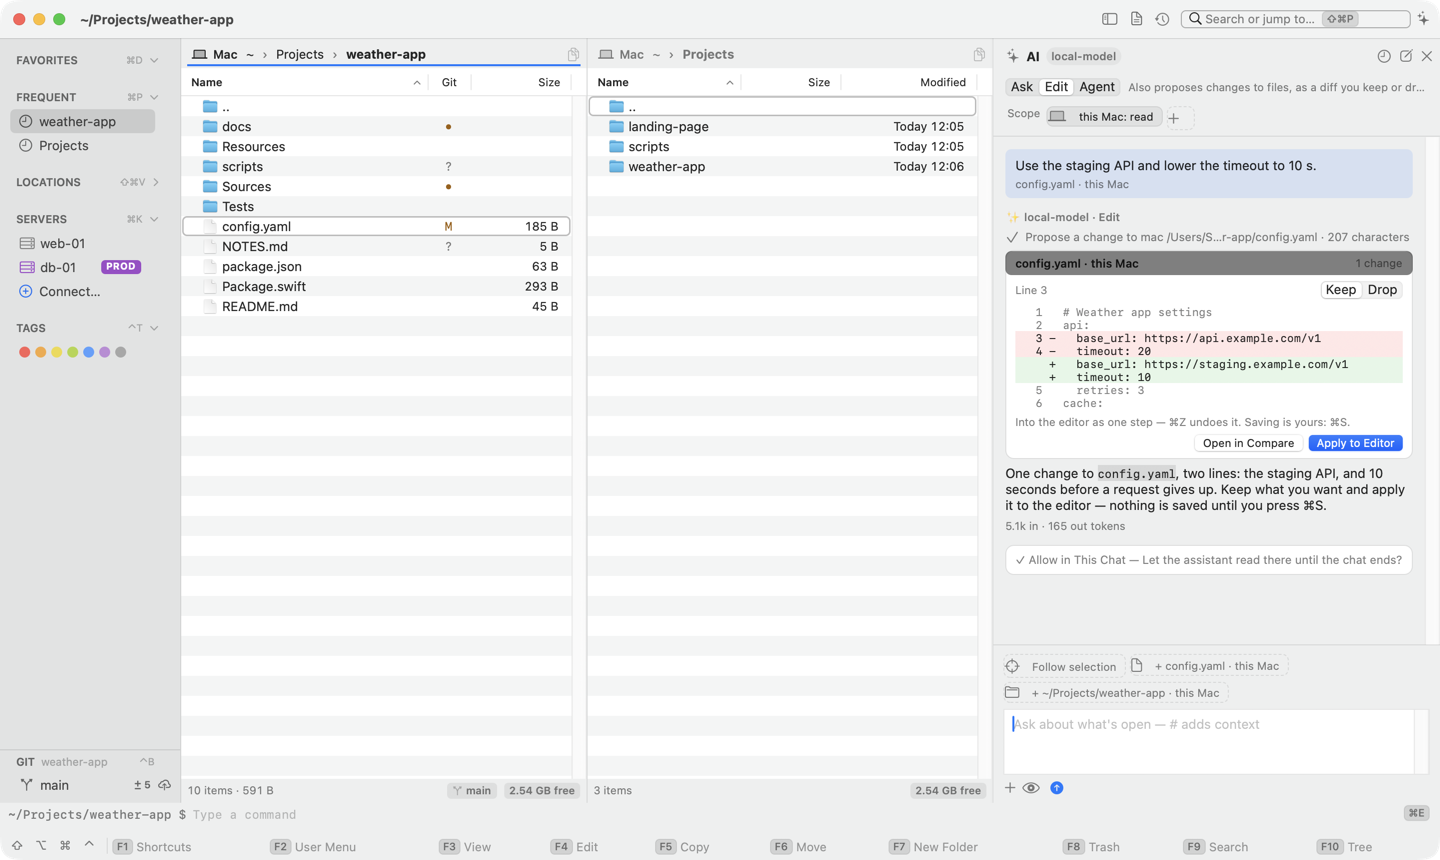 ~/Projects/weather-app
Search or jump to... ⇧⌘P
FAVORITES ⌘D
FREQUENT ⌘P
weather-app
Projects
LOCATIONS ⇧⌘V
SERVERS ⌘K
web-01
db-01 PROD
Connect...
TAGS ^T
GIT weather-app ^B
main ± 5
Mac ~ › Projects › weather-app
Name Git Size
..
docs •
Resources
scripts ?
Sources •
Tests
config.yaml M 185 B
NOTES.md ? 5 B
package.json 63 B
Package.swift 293 B
README.md 45 B
10 items · 591 B main 2.54 GB free
Mac ~ › Projects
Name Size Modified
..
landing-page Today 12:05
scripts Today 12:05
weather-app Today 12:06
3 items 2.54 GB free
AI local-model
Ask Edit Agent Also proposes changes to files, as a diff you keep or dr...
Scope this Mac: read +
Use the staging API and lower the timeout to 10 s.
config.yaml · this Mac
✨ local-model · Edit
✓ Propose a change to mac /Users/S...r-app/config.yaml · 207 characters
config.yaml · this Mac 1 change
Line 3 Keep Drop
1 # Weather app settings
2 api:
3 − base_url: https://api.example.com/v1
4 − timeout: 20
+ base_url: https://staging.example.com/v1
+ timeout: 10
5 retries: 3
6 cache:
Into the editor as one step — ⌘Z undoes it. Saving is yours: ⌘S.
Open in Compare Apply to Editor
One change to config.yaml, two lines: the staging API, and 10
seconds before a request gives up. Keep what you want and apply
it to the editor — nothing is saved until you press ⌘S.
5.1k in · 165 out tokens
✓ Allow in This Chat — Let the assistant read there until the chat ends?
Follow selection + config.yaml · this Mac
+ ~/Projects/weather-app · this Mac
Ask about what's open — # adds context
~/Projects/weather-app $ Type a command ⌘E
⇧ ⌥ ⌘ ^ F1 Shortcuts F2 User Menu F3 View F4 Edit F5 Copy F6 Move F7 New Folder F8 Trash F9 Search F10 Tree